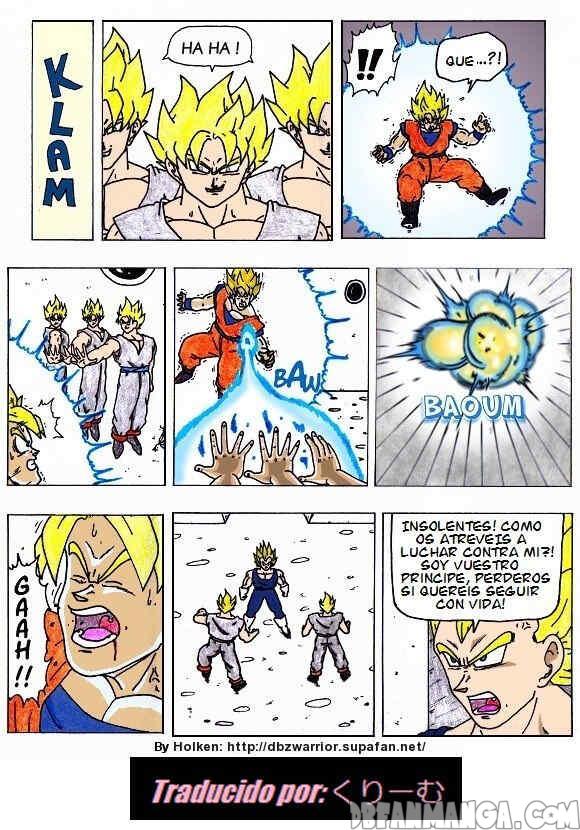 KLAM
HA HA !
!!
QUE...?!
BAW
BAOUM
GAAH!!
INSOLENTES! COMO
OS ATREVEIS A
LUCHAR CONTRA MI?!
SOY VUESTRO
PRINCIPE, PERDEROS
SI QUEREIS SEGUIR
CON VIDA!
By Holken: http://dbzwarrior.supafan.net/
Traducido por: くりーむ
DBFANMANGA.COM